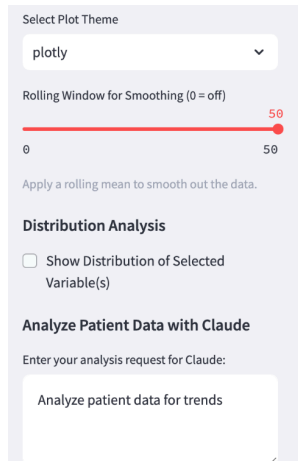 Select Plot Theme
plotly
Rolling Window for Smoothing (0 = off)
50
0 50
Apply a rolling mean to smooth out the data.
Distribution Analysis
Show Distribution of Selected
Variable(s)
Analyze Patient Data with Claude
Enter your analysis request for Claude:
Analyze patient data for trends